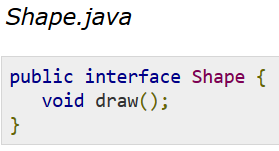 Shape.java
public interface Shape {
   void draw();
}